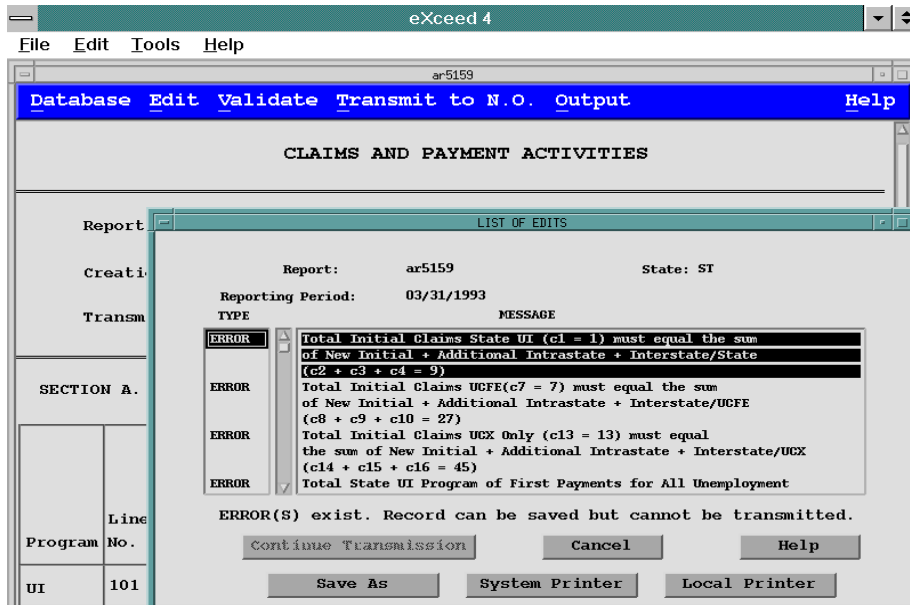 eXceed 4
File Edit Tools Help
ar5159
Database Edit Validate Transmit to N.O. Output Help
CLAIMS AND PAYMENT ACTIVITIES
Report
Creati
Transm
SECTION A.
Program
Line
No.
UI 101
LIST OF EDITS
Report: ar5159 State: ST
Reporting Period: 03/31/1993
TYPE MESSAGE
ERROR Total Initial Claims State UI (c1 = 1) must equal the sum
of New Initial + Additional Intrastate + Interstate/State
(c2 + c3 + c4 = 9)
ERROR Total Initial Claims UCFE(c7 = 7) must equal the sum
of New Initial + Additional Intrastate + Interstate/UCFE
(c8 + c9 + c10 = 27)
ERROR Total Initial Claims UCX Only (c13 = 13) must equal
the sum of New Initial + Additional Intrastate + Interstate/UCX
(c14 + c15 + c16 = 45)
ERROR Total State UI Program of First Payments for All Unemployment
ERROR(S) exist. Record can be saved but cannot be transmitted.
Continue Transmission Cancel Help
Save As System Printer Local Printer